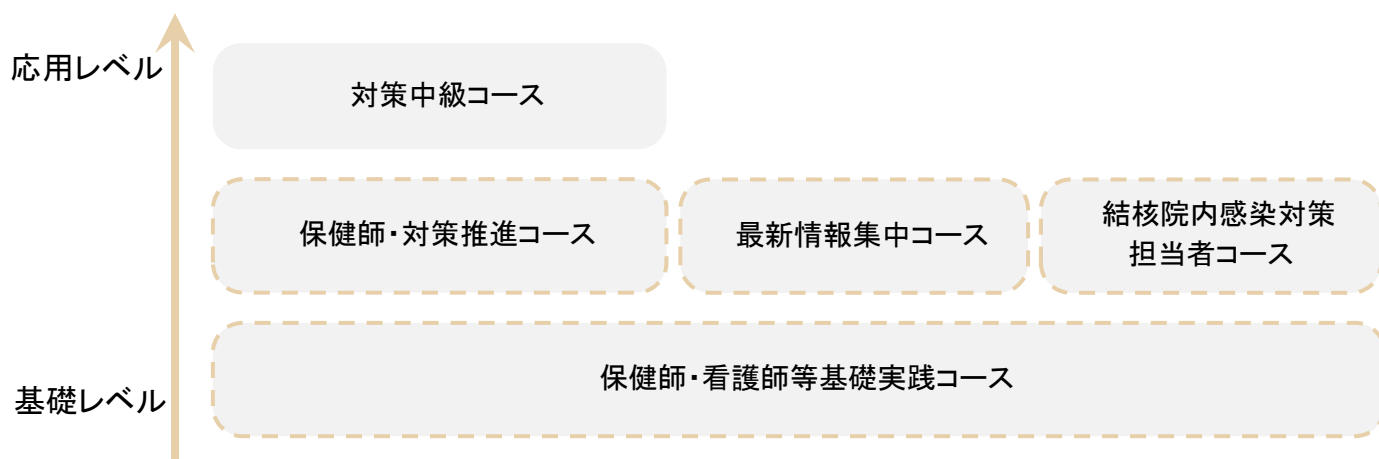 応用レベル
対策中級コース
保健師・対策推進コース
最新情報集中コース
結核院内感染対策
担当者コース
保健師・看護師等基礎実践コース
基礎レベル